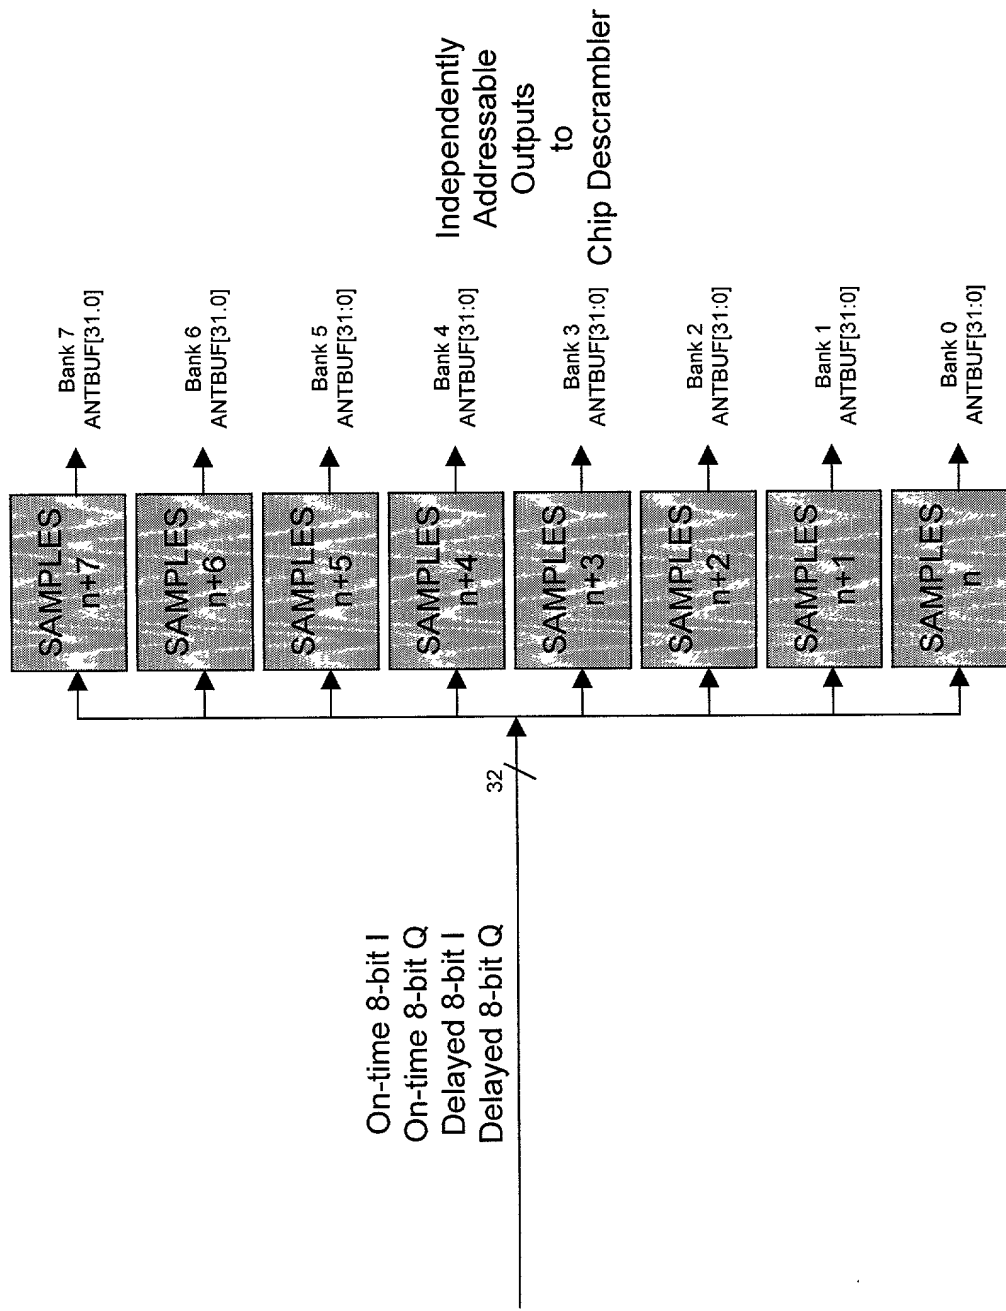 On-time 8-bit I
On-time 8-bit Q
Delayed 8-bit I
Delayed 8-bit Q
32
SAMPLES
n+7
SAMPLES
n+6
SAMPLES
n+5
SAMPLES
n+4
SAMPLES
n+3
SAMPLES
n+2
SAMPLES
n+1
SAMPLES
n
Bank 7
ANTBUF[31.0]
Bank 6
ANTBUF[31.0]
Bank 5
ANTBUF[31:0]
Bank 4
ANTBUF[31:0]
Bank 3
ANTBUF[31:0]
Bank 2
ANTBUF[31:0]
Bank 1
ANTBUF[31:0]
Bank 0
ANTBUF[31:0]
Independently
Addressable
Outputs
to
Chip Descrambler